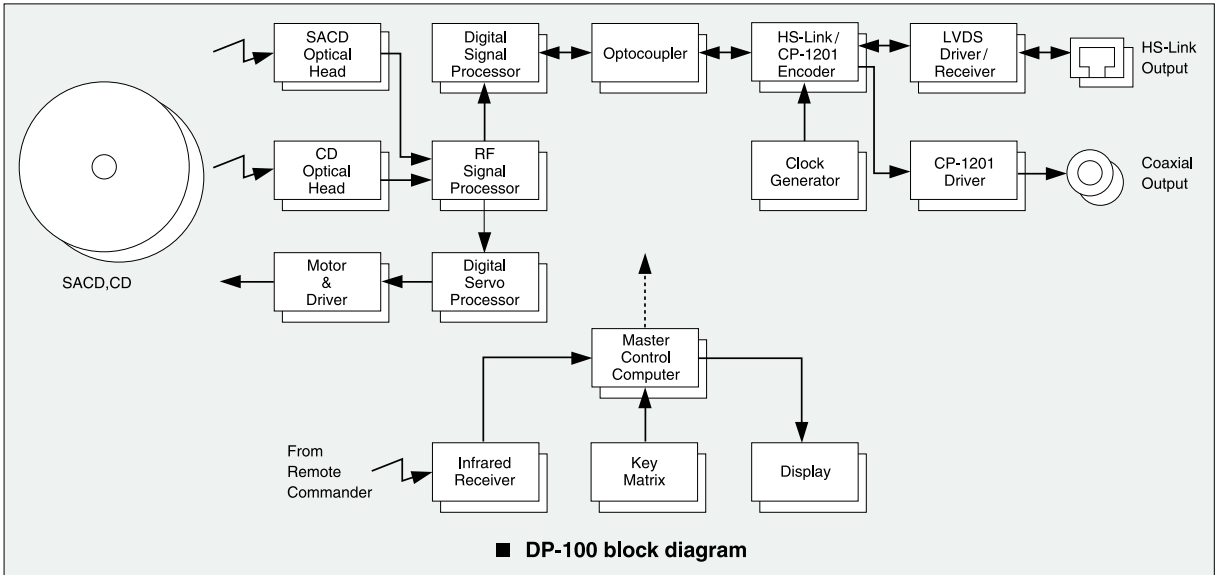 SACD
Optical
Head
Digital
Signal
Processor
Optocoupler
HS-Link /
CP-1201
Encoder
LVDS
Driver /
Receiver
HS-Link
Output
CD
Optical
Head
RF
Signal
Processor
Clock
Generator
CP-1201
Driver
Coaxial
Output
SACD,CD
Motor
&
Driver
Digital
Servo
Processor
Master
Control
Computer
From
Remote
Commander
Infrared
Receiver
Key
Matrix
Display
■ DP-100 block diagram